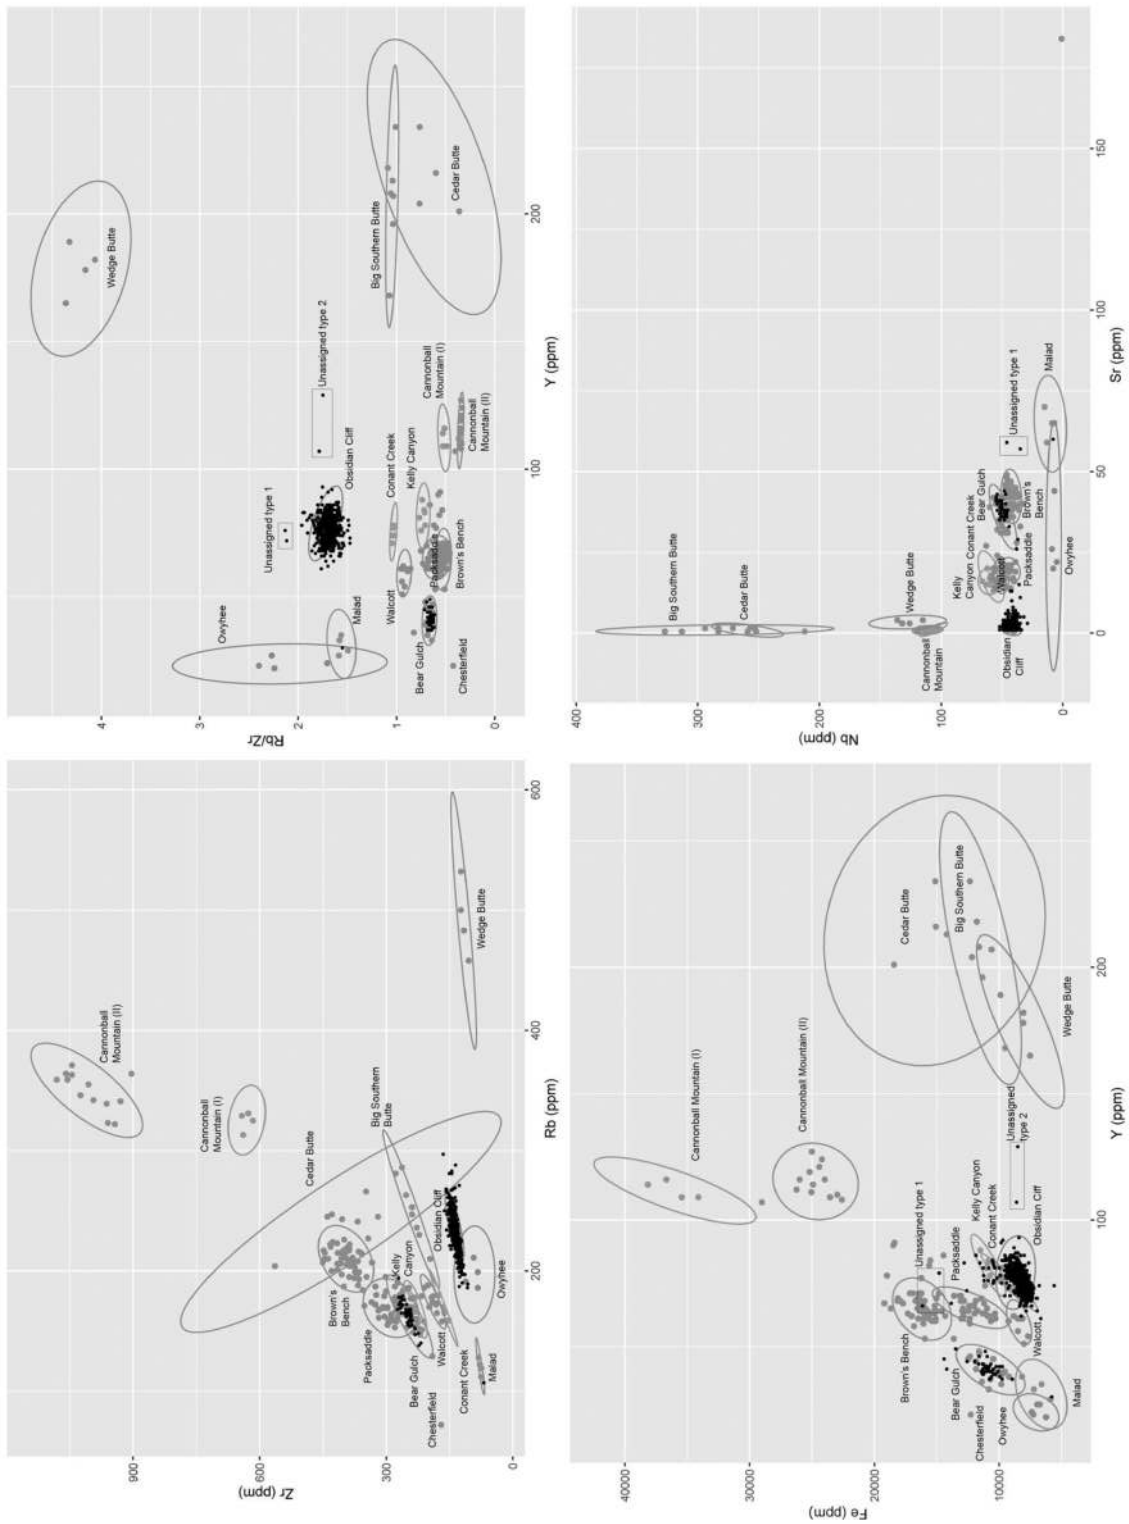 Zr (ppm)
900
600
300
0
Cannonball
Mountain (II)
Cannonball
Mountain (I)
Cedar Butte
Big Southern
Butte
Brown's
Bench
Packsaddle
Kelly
Canyon
Obsidian Cliff
Bear Gulch
Walcott
Chesterfield
Conant Creek
Malad
Owyhee
Wedge Butte
200
400
600
Rb (ppm)
Rb/Zr
4
3
2
1
0
Wedge Butte
Owyhee
Unassigned type 1
Unassigned type 2
Malad
Obsidian Cliff
Big Southern Butte
Walcott
Conant Creek
Kelly Canyon
Cannonball
Mountain (I)
Bear Gulch
Packsaddle
Chesterfield
Brown's Bench
Cannonball
Mountain (II)
Cedar Butte
100
200
Y (ppm)
Fe (ppm)
40000
30000
20000
10000
Cannonball Mountain (I)
Cannonball Mountain (II)
Cedar Butte
Brown's Bench
Unassigned type 1
Packsaddle
Kelly Canyon
Conant Creek
Big Southern Butte
Bear Gulch
Chesterfield
Owyhee
Unassigned
type 2
Obsidian Cliff
Walcott
Malad
Wedge Butte
100
200
Y (ppm)
Nb (ppm)
400
300
200
100
0
Big Southern Butte
Cedar Butte
Wedge Butte
Cannonball
Mountain
Kelly
Canyon
Conant Creek
Bear Gulch
Walcott
Obsidian
Cliff
Packsaddle
Brown's
Bench
Unassigned type 1
Malad
Owyhee
0
50
100
150
Sr (ppm)